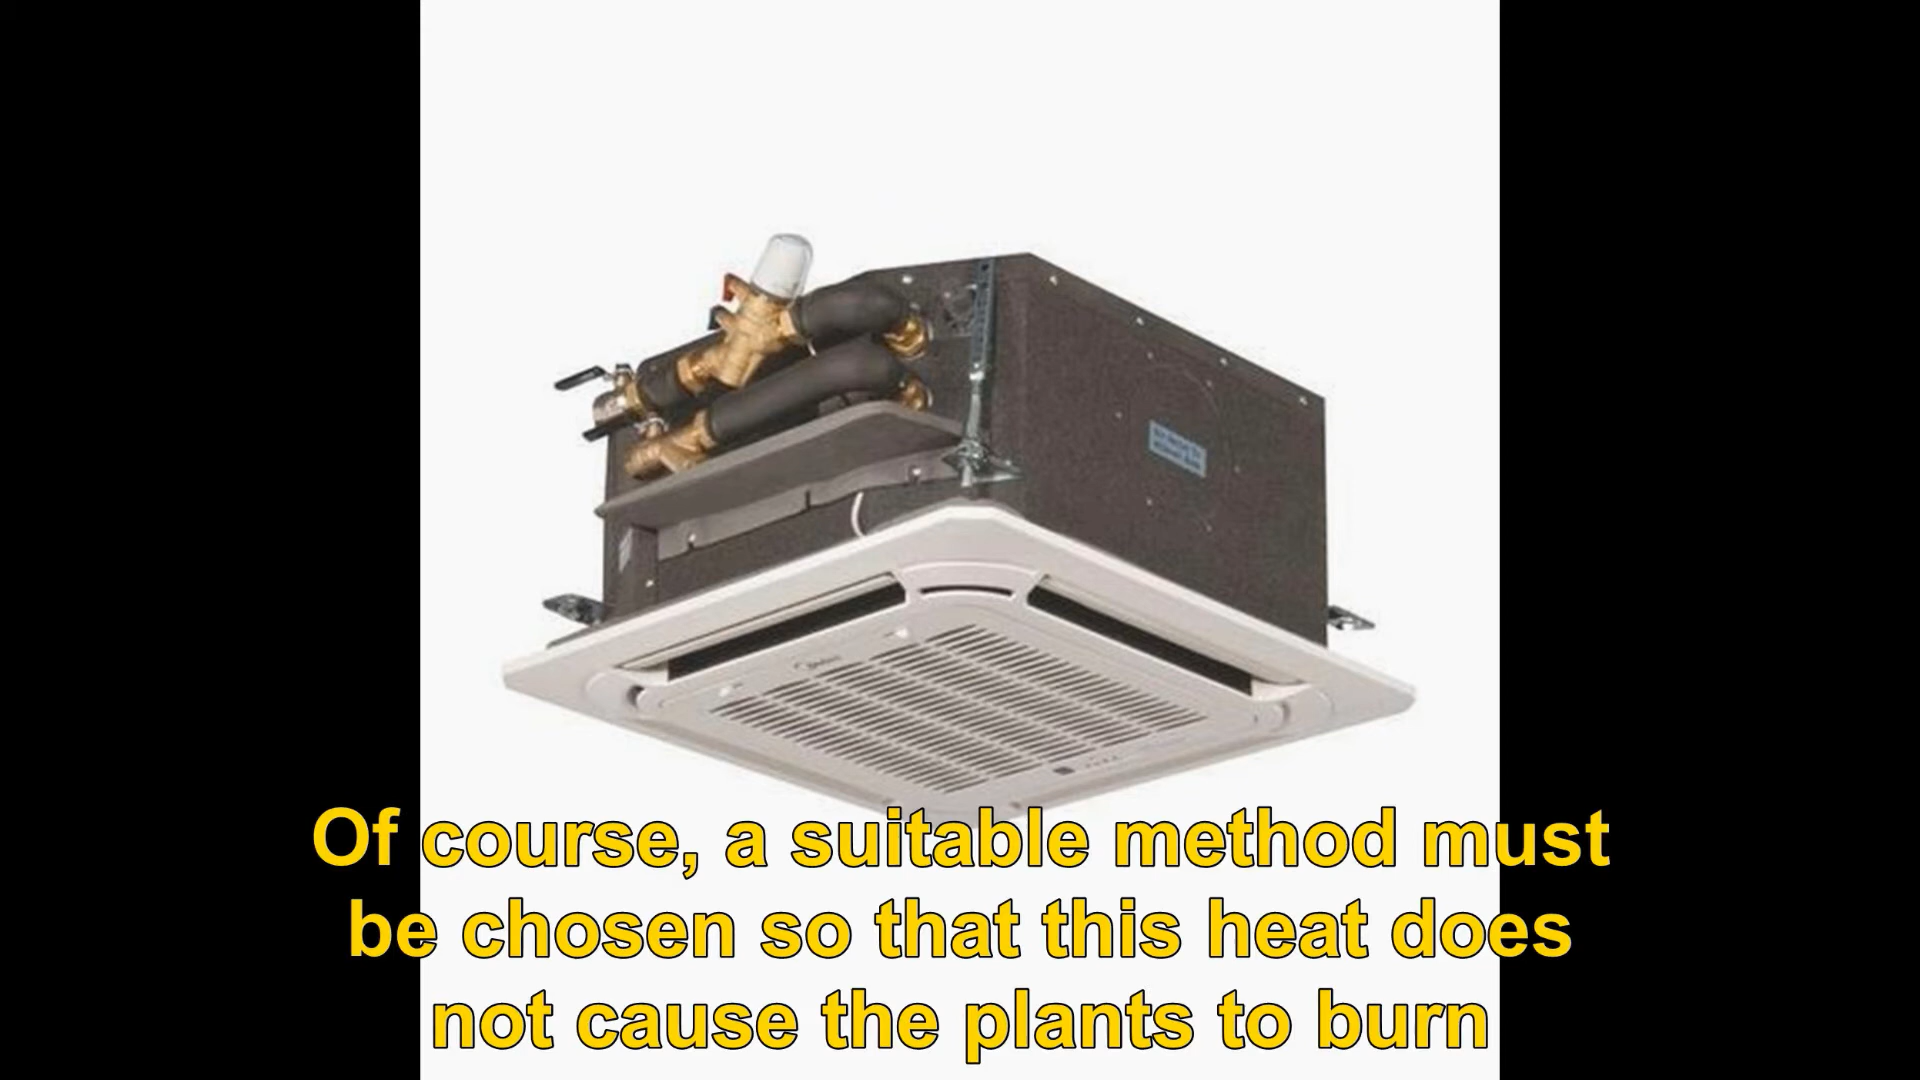 Of course, a suitable method must
be chosen so that this heat does
not cause the plants to burn